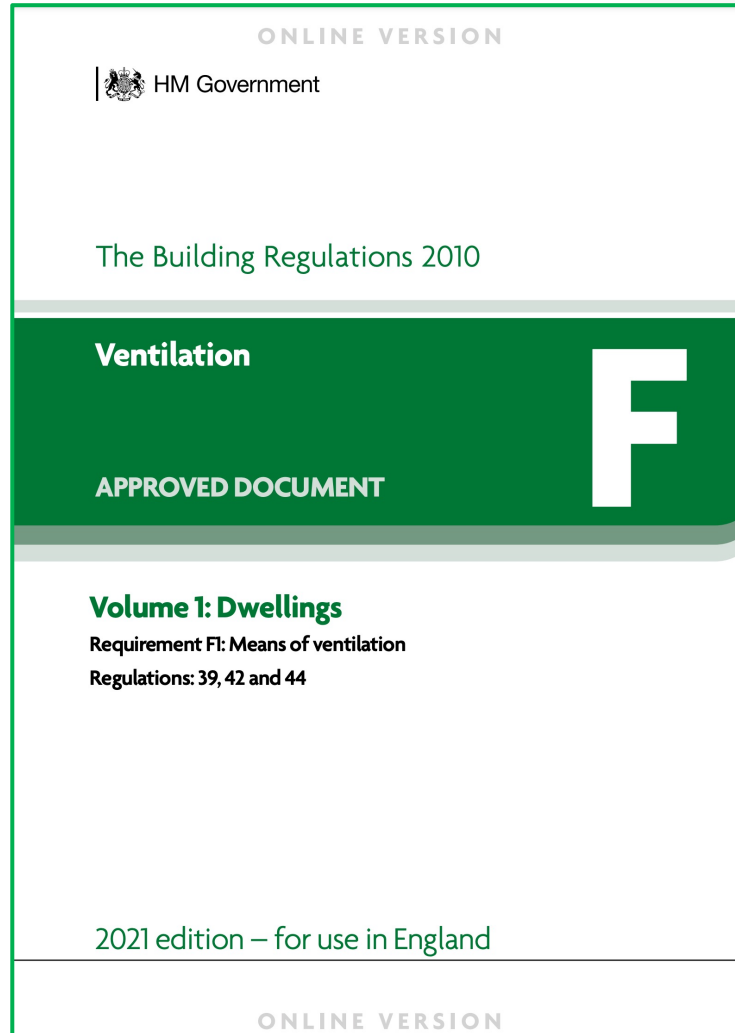 ONLINE VERSION
HM Government
The Building Regulations 2010
Ventilation
F
APPROVED DOCUMENT
Volume 1: Dwellings
Requirement F1: Means of ventilation
Regulations: 39, 42 and 44
2021 edition – for use in England
ONLINE VERSION